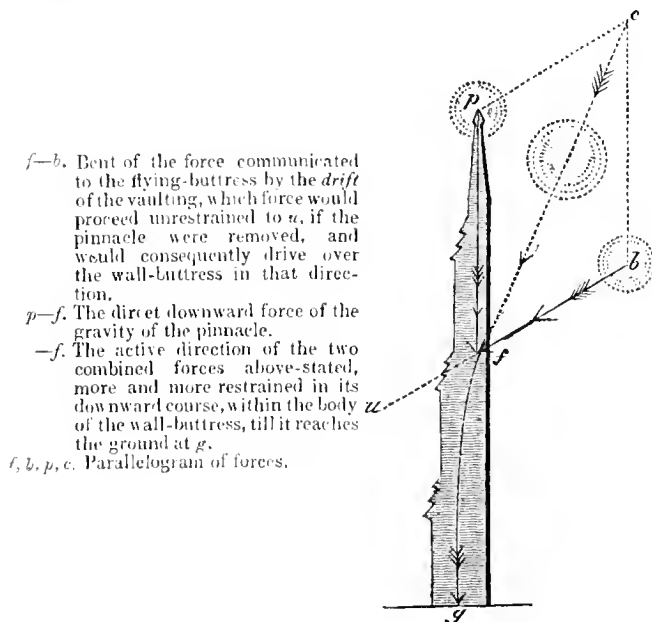 f—b. Bent of the force communicated
to the flying-buttress by the drift
of the vaulting, which force would
proceed unrestrained to u, if the
pinnacle were removed, and
would consequently drive over
the wall-buttress in that direc-
tion.
p—f. The direct downward force of the
gravity of the pinnacle.
—f. The active direction of the two
combined forces above-stated,
more and more restrained in its
downward course, within the body
of the wall-buttress, till it reaches
the ground at g.
f, b, p, c. Parallelogram of forces.
c
p
b
f
u
g